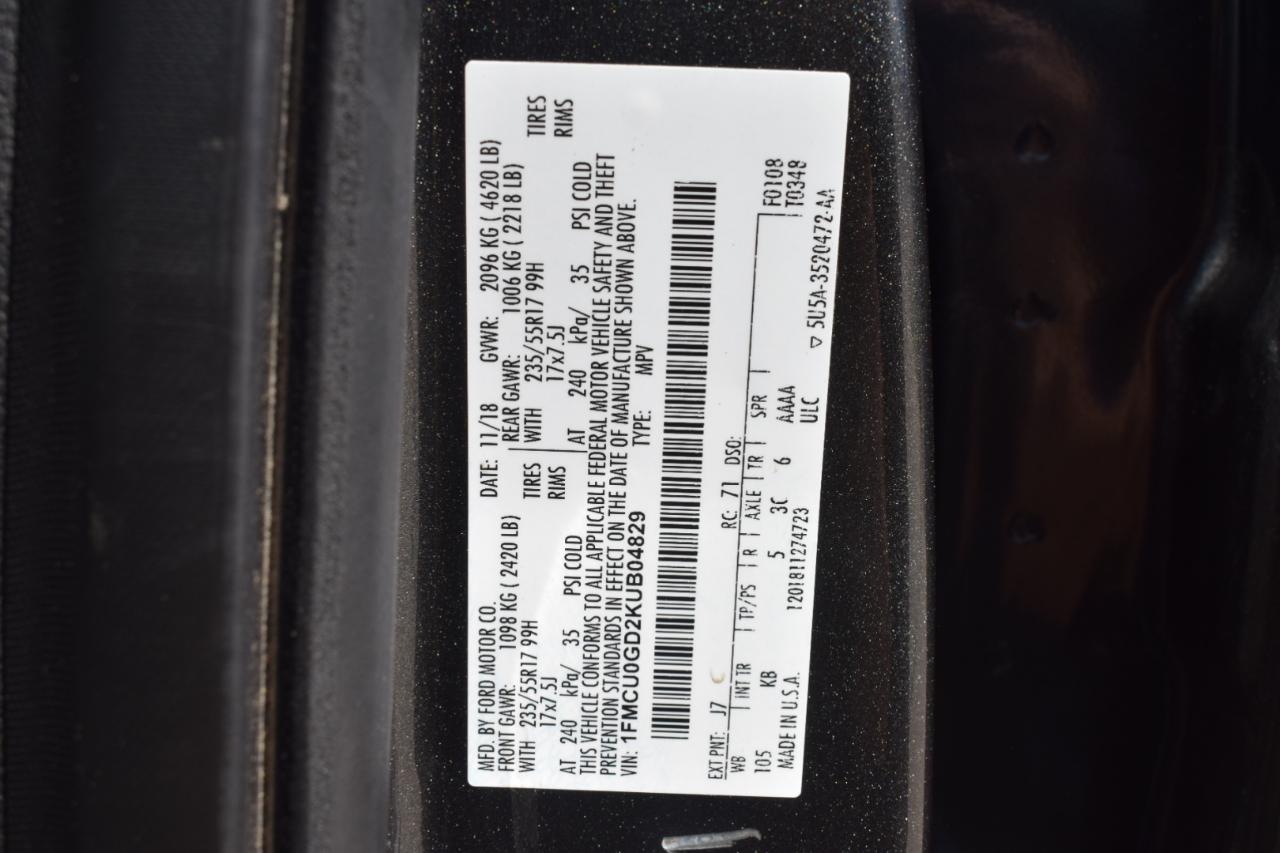 MFD. BY FORD MOTOR CO. DATE: 11/18 GVWR: 2096 KG ( 4620 LB)
FRONT GAWR: 1098 KG ( 2420 LB) REAR GAWR: 1006 KG ( 2218 LB)
WITH 235/55R17 99H TIRES WITH 235/55R17 99H TIRES
17x7.5J RIMS 17x7.5J RIMS
AT 240 kPa/ 35 PSI COLD AT 240 kPa/ 35 PSI COLD
THIS VEHICLE CONFORMS TO ALL APPLICABLE FEDERAL MOTOR VEHICLE SAFETY AND THEFT
PREVENTION STANDARDS IN EFFECT ON THE DATE OF MANUFACTURE SHOWN ABOVE.
VIN: 1FMCU0GD2KUB04829 TYPE: MPV
EXT PNT: J7 RC: 71 DSO:
WB INT TR TP/PS R AXLE TR SPR F0108
105 KB 5 3C 6 AAAA T0348
MADE IN U.S.A. 1201811274723 ULC
▽ 5U5A-3520472-AA